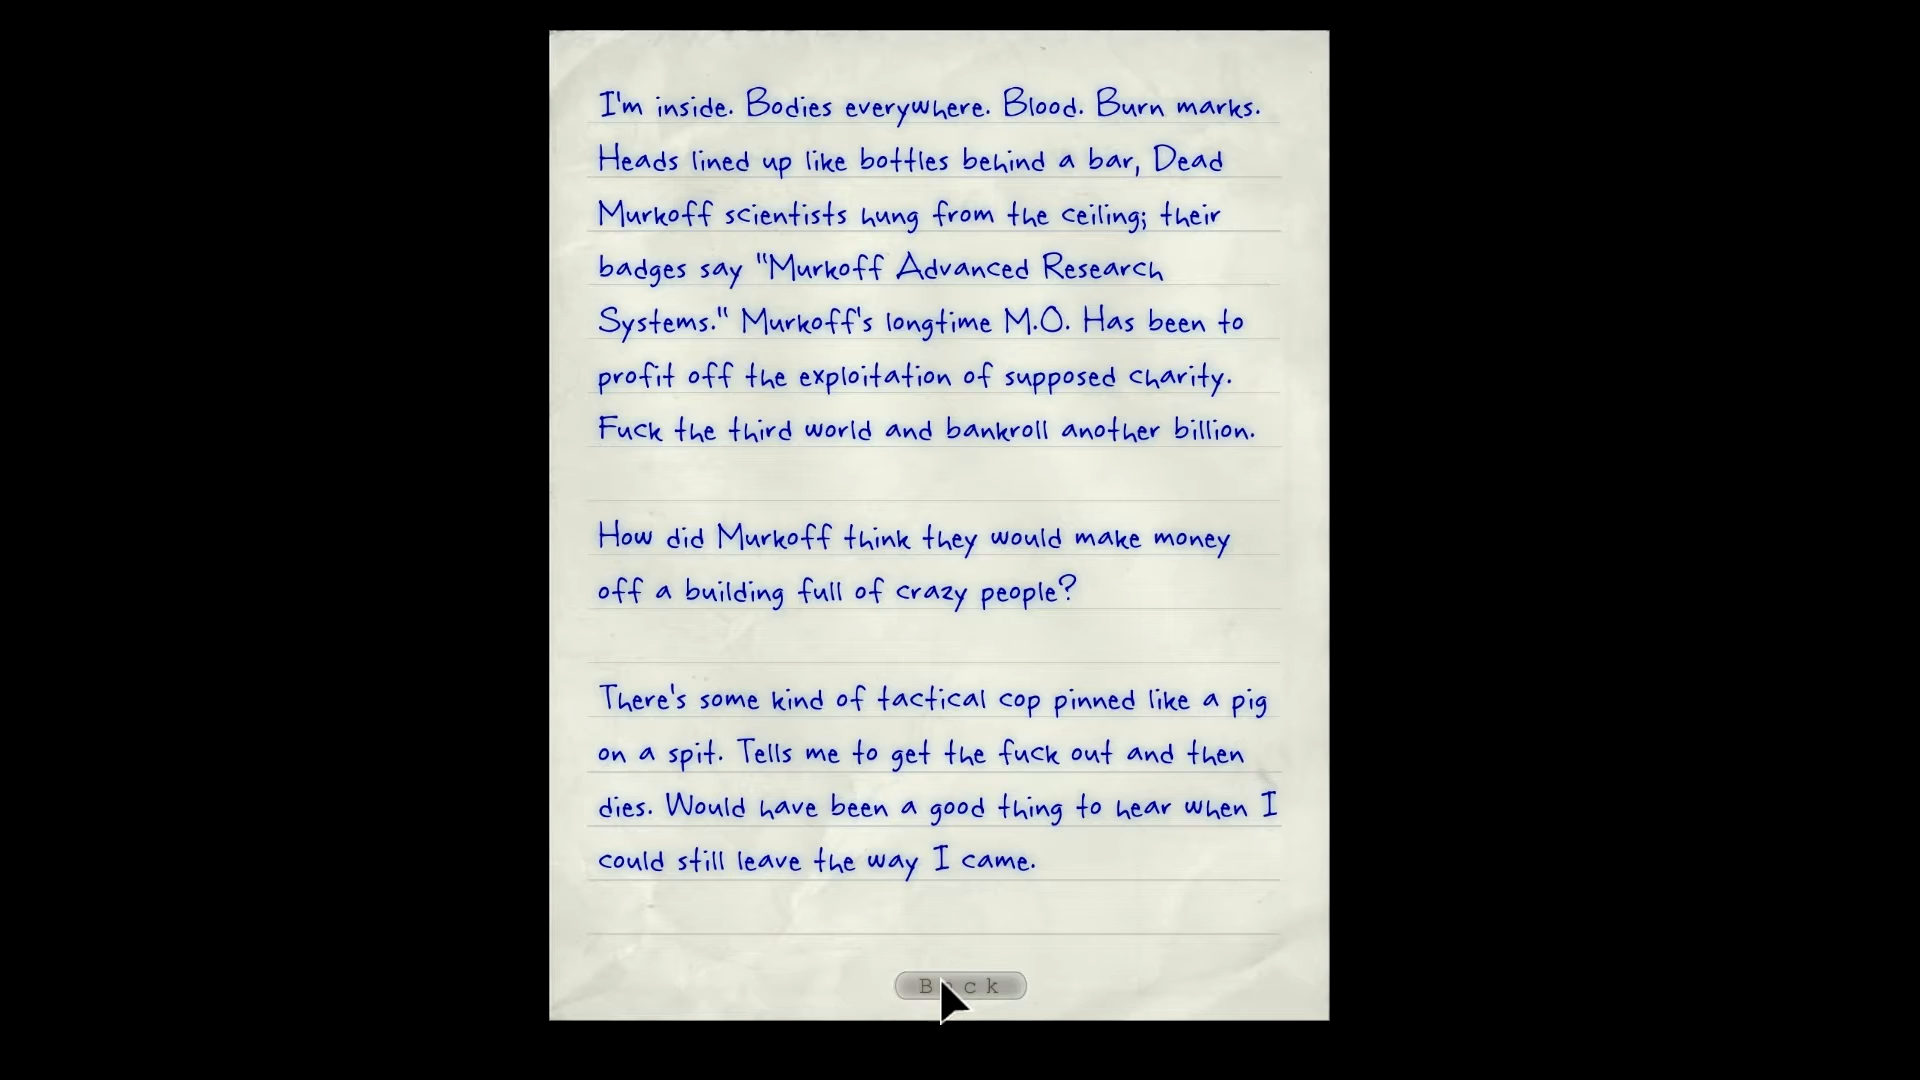 I'm inside. Bodies everywhere. Blood. Burn marks.
Heads lined up like bottles behind a bar, Dead
Murkoff scientists hung from the ceiling; their
badges say "Murkoff Advanced Research
Systems." Murkoff's longtime M.O. Has been to
profit off the exploitation of supposed charity.
Fuck the third world and bankroll another billion.
How did Murkoff think they would make money
off a building full of crazy people?
There's some kind of tactical cop pinned like a pig
on a spit. Tells me to get the fuck out and then
dies. Would have been a good thing to hear when I
could still leave the way I came.
Back